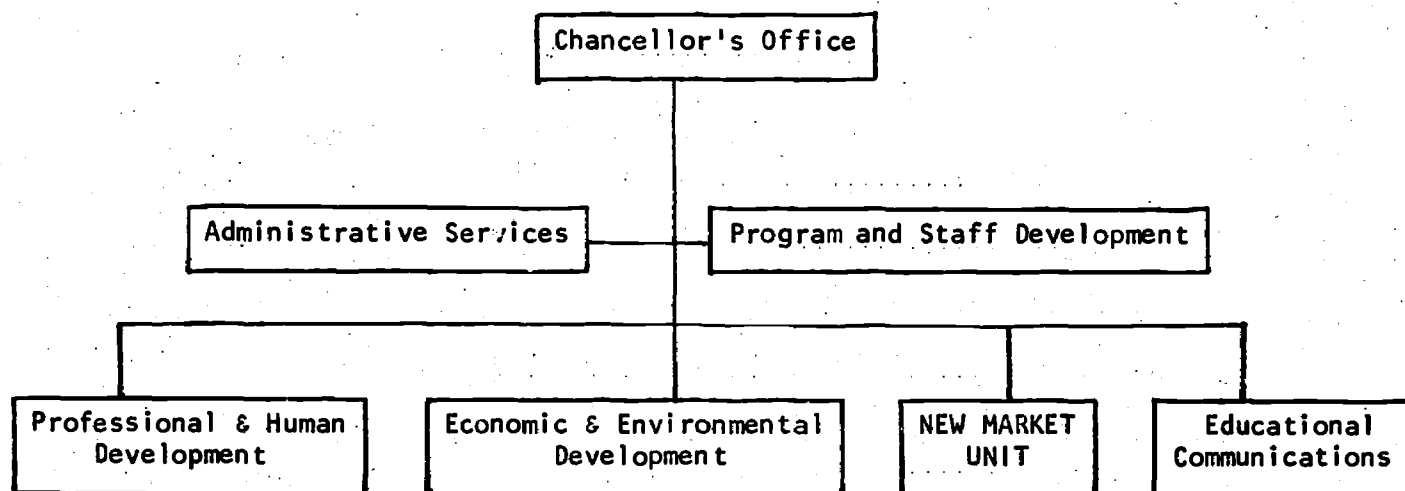 Chancellor's Office
Administrative Services
Program and Staff Development
Professional & Human
Development
Economic & Environmental
Development
NEW MARKET
UNIT
Educational
Communications